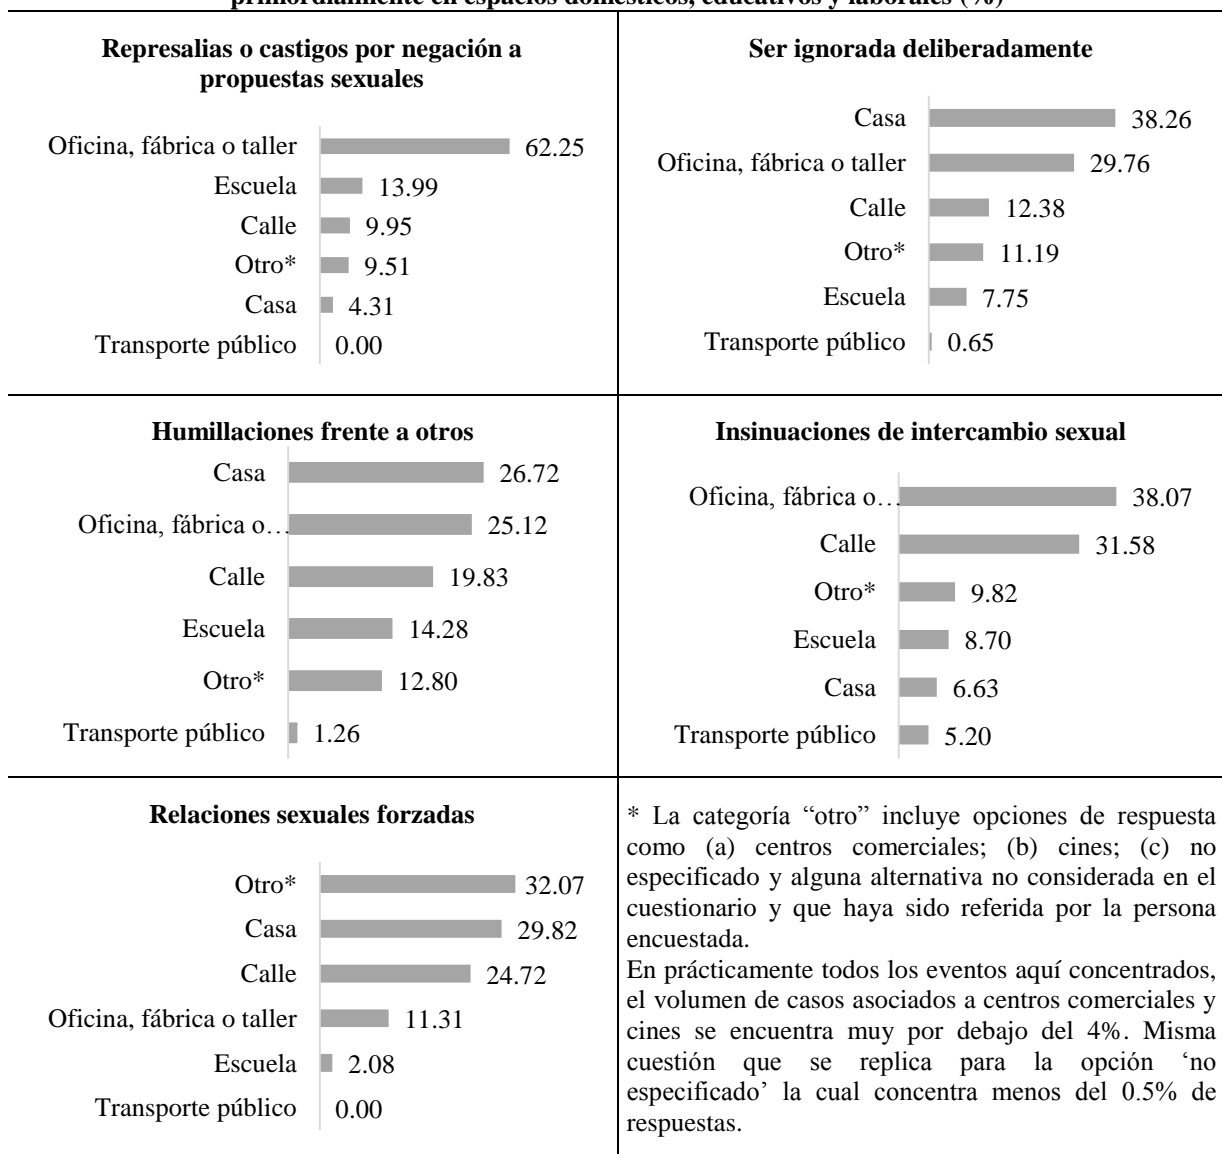 primordialmente en espacios domésticos, educativos y laborales (%)
Represalias o castigos por negación a
propuestas sexuales
Oficina, fábrica o taller 62.25
Escuela 13.99
Calle 9.95
Otro* 9.51
Casa 4.31
Transporte público 0.00
Ser ignorada deliberadamente
Casa 38.26
Oficina, fábrica o taller 29.76
Calle 12.38
Otro* 11.19
Escuela 7.75
Transporte público 0.65
Humillaciones frente a otros
Casa 26.72
Oficina, fábrica o… 25.12
Calle 19.83
Escuela 14.28
Otro* 12.80
Transporte público 1.26
Insinuaciones de intercambio sexual
Oficina, fábrica o… 38.07
Calle 31.58
Otro* 9.82
Escuela 8.70
Casa 6.63
Transporte público 5.20
Relaciones sexuales forzadas
Otro* 32.07
Casa 29.82
Calle 24.72
Oficina, fábrica o taller 11.31
Escuela 2.08
Transporte público 0.00
* La categoría “otro” incluye opciones de respuesta
como (a) centros comerciales; (b) cines; (c) no
especificado y alguna alternativa no considerada en el
cuestionario y que haya sido referida por la persona
encuestada.
En prácticamente todos los eventos aquí concentrados,
el volumen de casos asociados a centros comerciales y
cines se encuentra muy por debajo del 4%. Misma
cuestión que se replica para la opción ‘no
especificado’ la cual concentra menos del 0.5% de
respuestas.